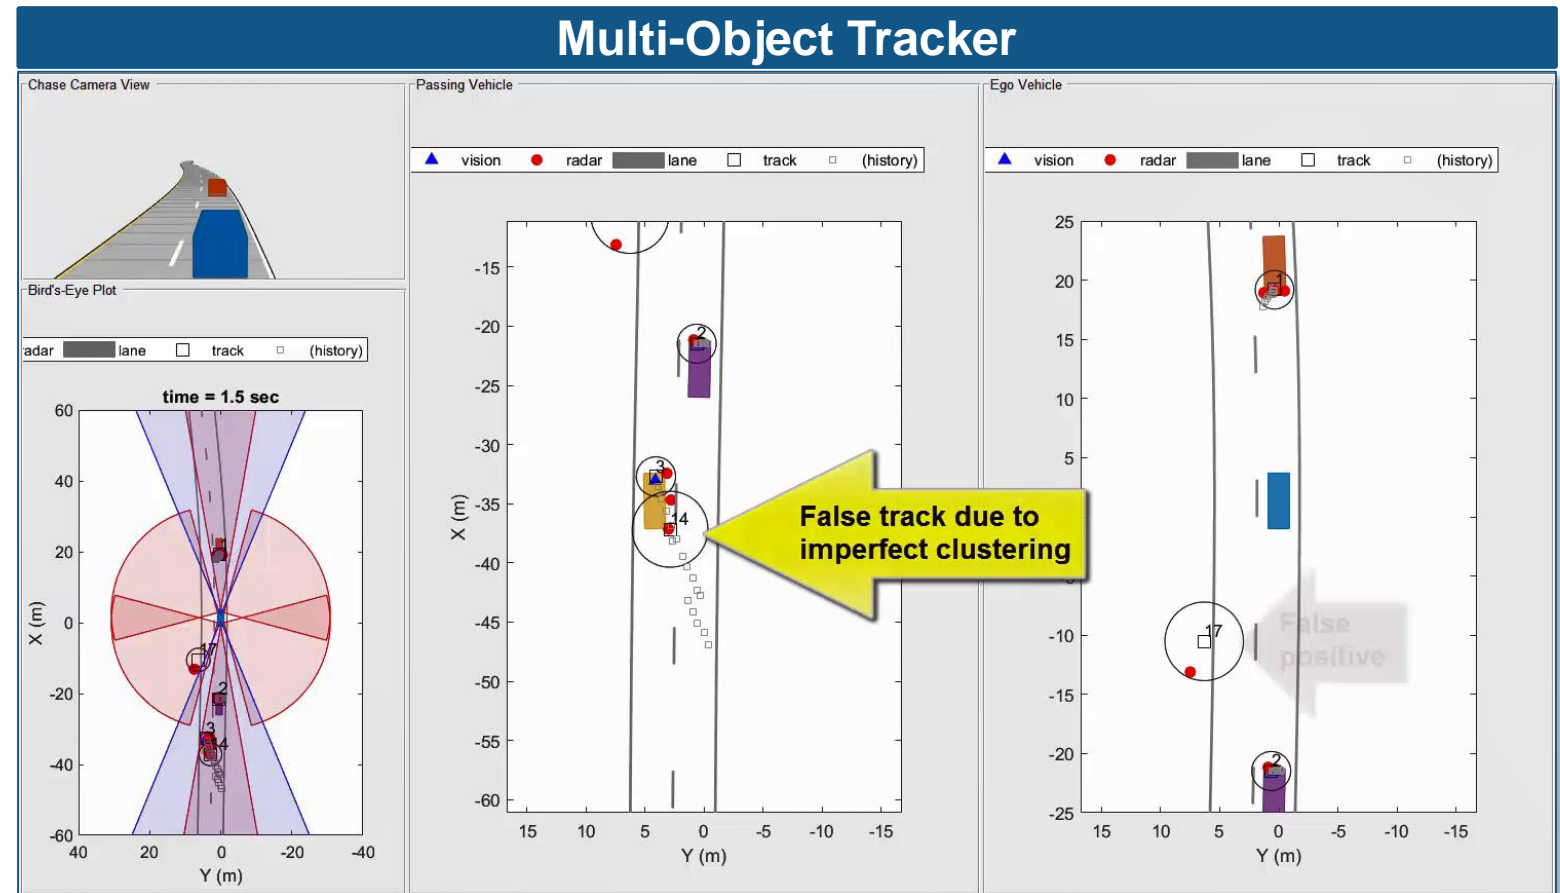 Multi-Object Tracker
Chase Camera View
Bird's-Eye Plot
adar lane track (history)
time = 1.5 sec
60
40
20
0
-20
-40
-60
17
2
3
14
X (m)
40 20 0 -20 -40
Y (m)
Passing Vehicle
vision radar lane track (history)
-15
-20
-25
-30
-35
-40
-45
-50
-55
-60
2
3
14
X (m)
15 10 5 0 -5 -10 -15
Y (m)
False track due to
imperfect clustering
Ego Vehicle
vision radar lane track (history)
25
20
15
10
5
-10
-15
-20
-25
1
17
2
False
positive
15 10 5 0 -5 -10 -15
Y (m)